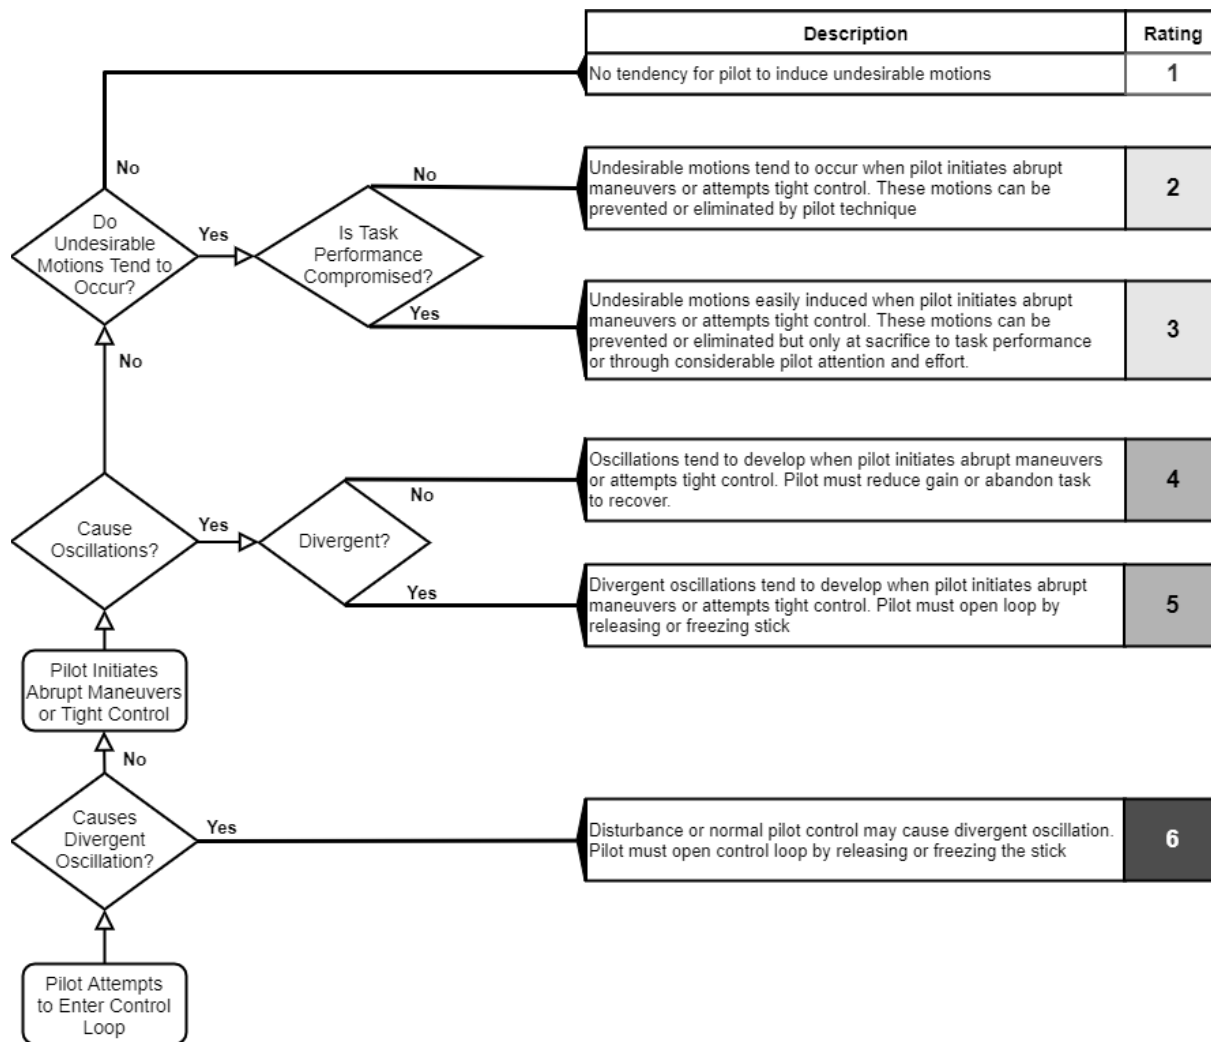 Description
Rating
No tendency for pilot to induce undesirable motions
1
No
Undesirable motions tend to occur when pilot initiates abrupt
maneuvers or attempts tight control. These motions can be
prevented or eliminated by pilot technique
2
No
Do
Undesirable
Motions Tend to
Occur?
Yes
Is Task
Performance
Compromised?
Yes
Undesirable motions easily induced when pilot initiates abrupt
maneuvers or attempts tight control. These motions can be
prevented or eliminated but only at sacrifice to task performance
or through considerable pilot attention and effort.
3
No
Oscillations tend to develop when pilot initiates abrupt maneuvers
or attempts tight control. Pilot must reduce gain or abandon task
to recover.
4
No
Cause
Oscillations?
Yes
Divergent?
Yes
Divergent oscillations tend to develop when pilot initiates abrupt
maneuvers or attempts tight control. Pilot must open loop by
releasing or freezing stick
5
Pilot Initiates
Abrupt Maneuvers
or Tight Control
No
Causes
Divergent
Oscillation?
Yes
Disturbance or normal pilot control may cause divergent oscillation.
Pilot must open control loop by releasing or freezing the stick
6
Pilot Attempts
to Enter Control
Loop